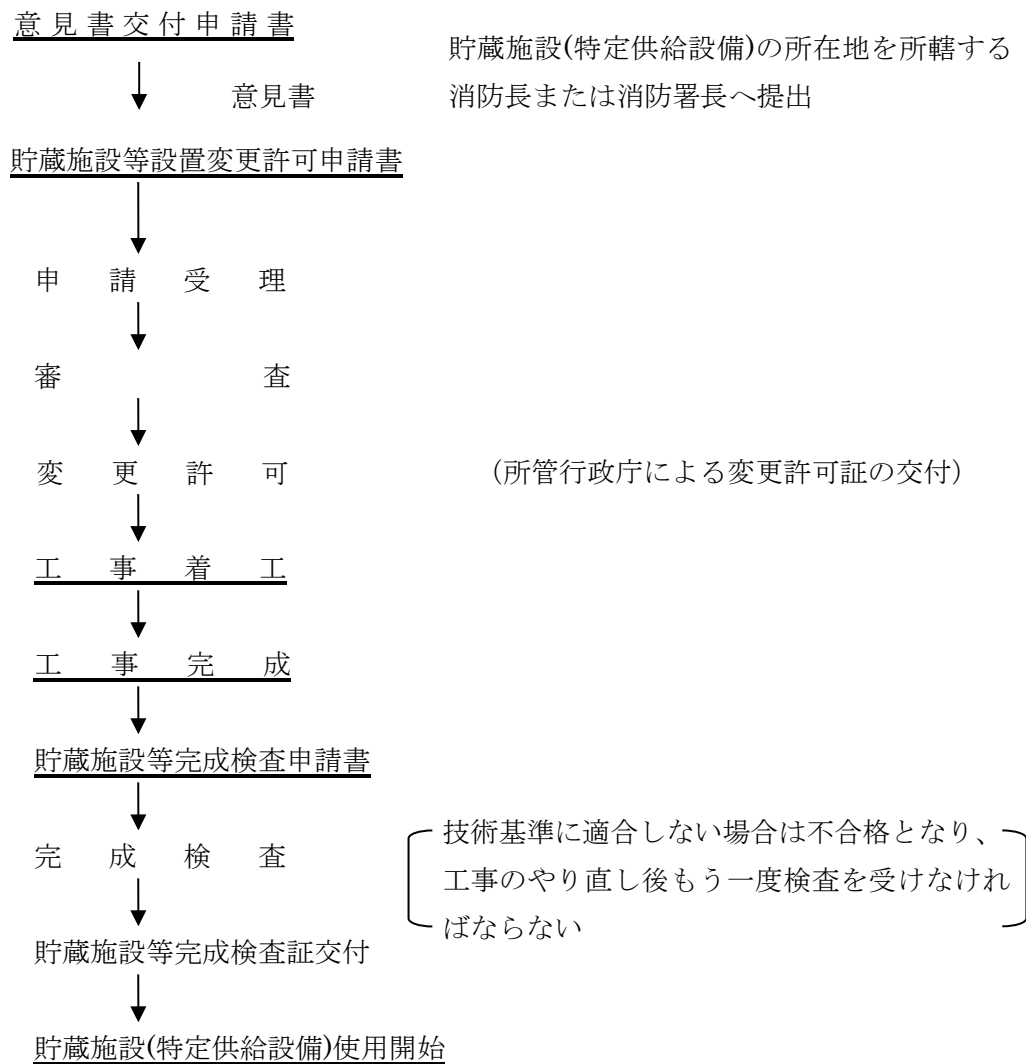 意見書交付申請書
貯蔵施設(特定供給設備)の所在地を所轄する
意見書
消防長または消防署長へ提出
貯蔵施設等設置変更許可申請書
申請受理
審査
変更許可
（所管行政庁による変更許可証の交付）
工事着工
工事完成
貯蔵施設等完成検査申請書
技術基準に適合しない場合は不合格となり、
完成検査
工事のやり直し後もう一度検査を受けなけれ
ばならない
貯蔵施設等完成検査証交付
貯蔵施設(特定供給設備)使用開始